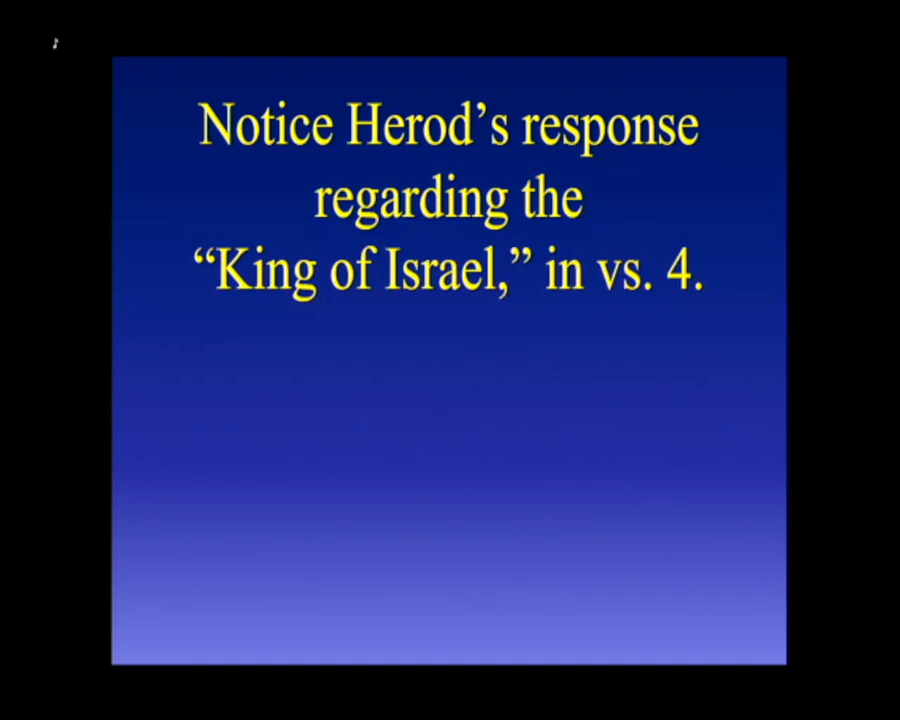 Notice Herod’s response
regarding the
“King of Israel,” in vs. 4.